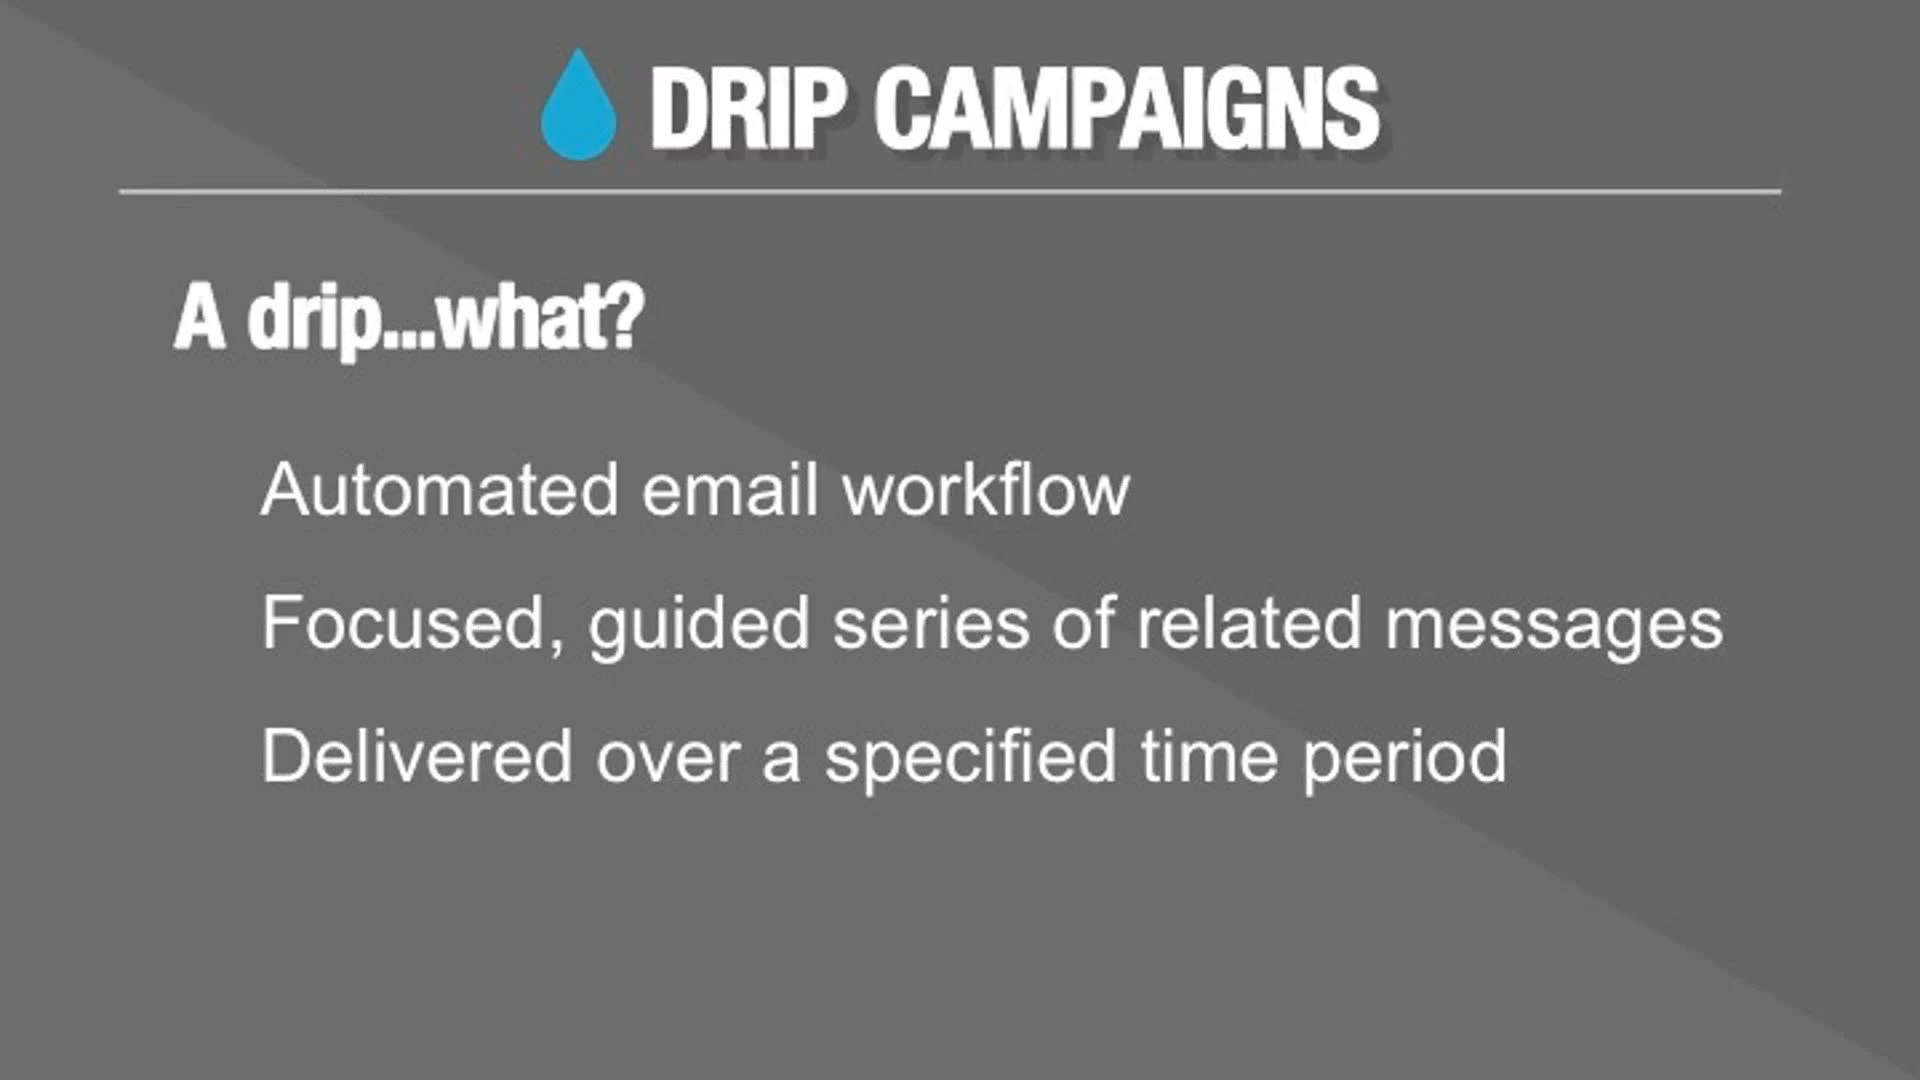 DRIP CAMPAIGNS
A drip...what?
Automated email workflow
Focused, guided series of related messages
Delivered over a specified time period